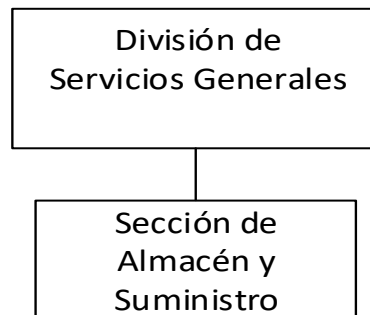 División de
Servicios Generales
Sección de
Almacén y
Suministro